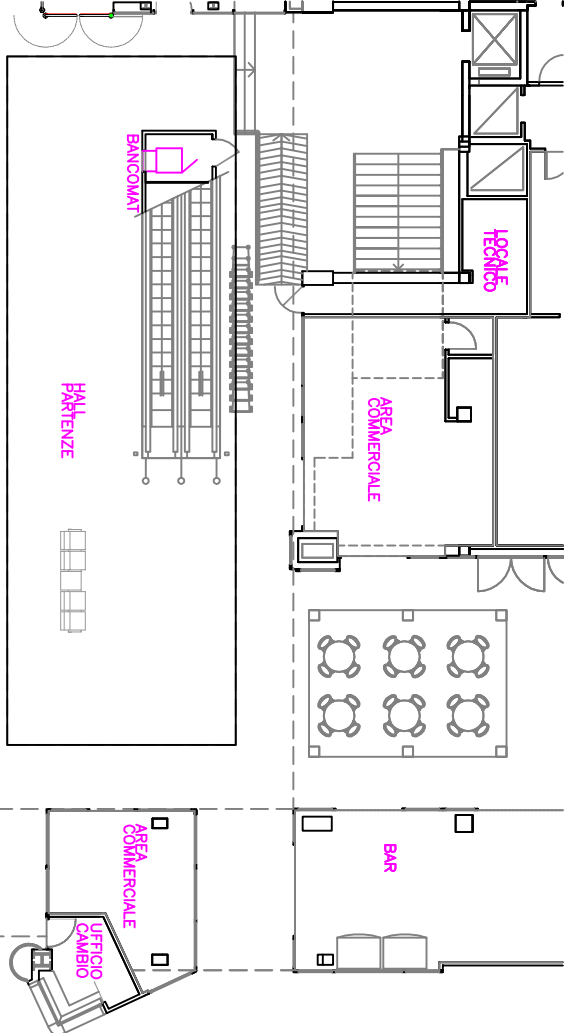 BANCOMAT
LOCALE
TECNICO
HALL
PARTENZE
AREA
COMMERCIALE
AREA
COMMERCIALE
BAR
UFFICIO
CAMBIO